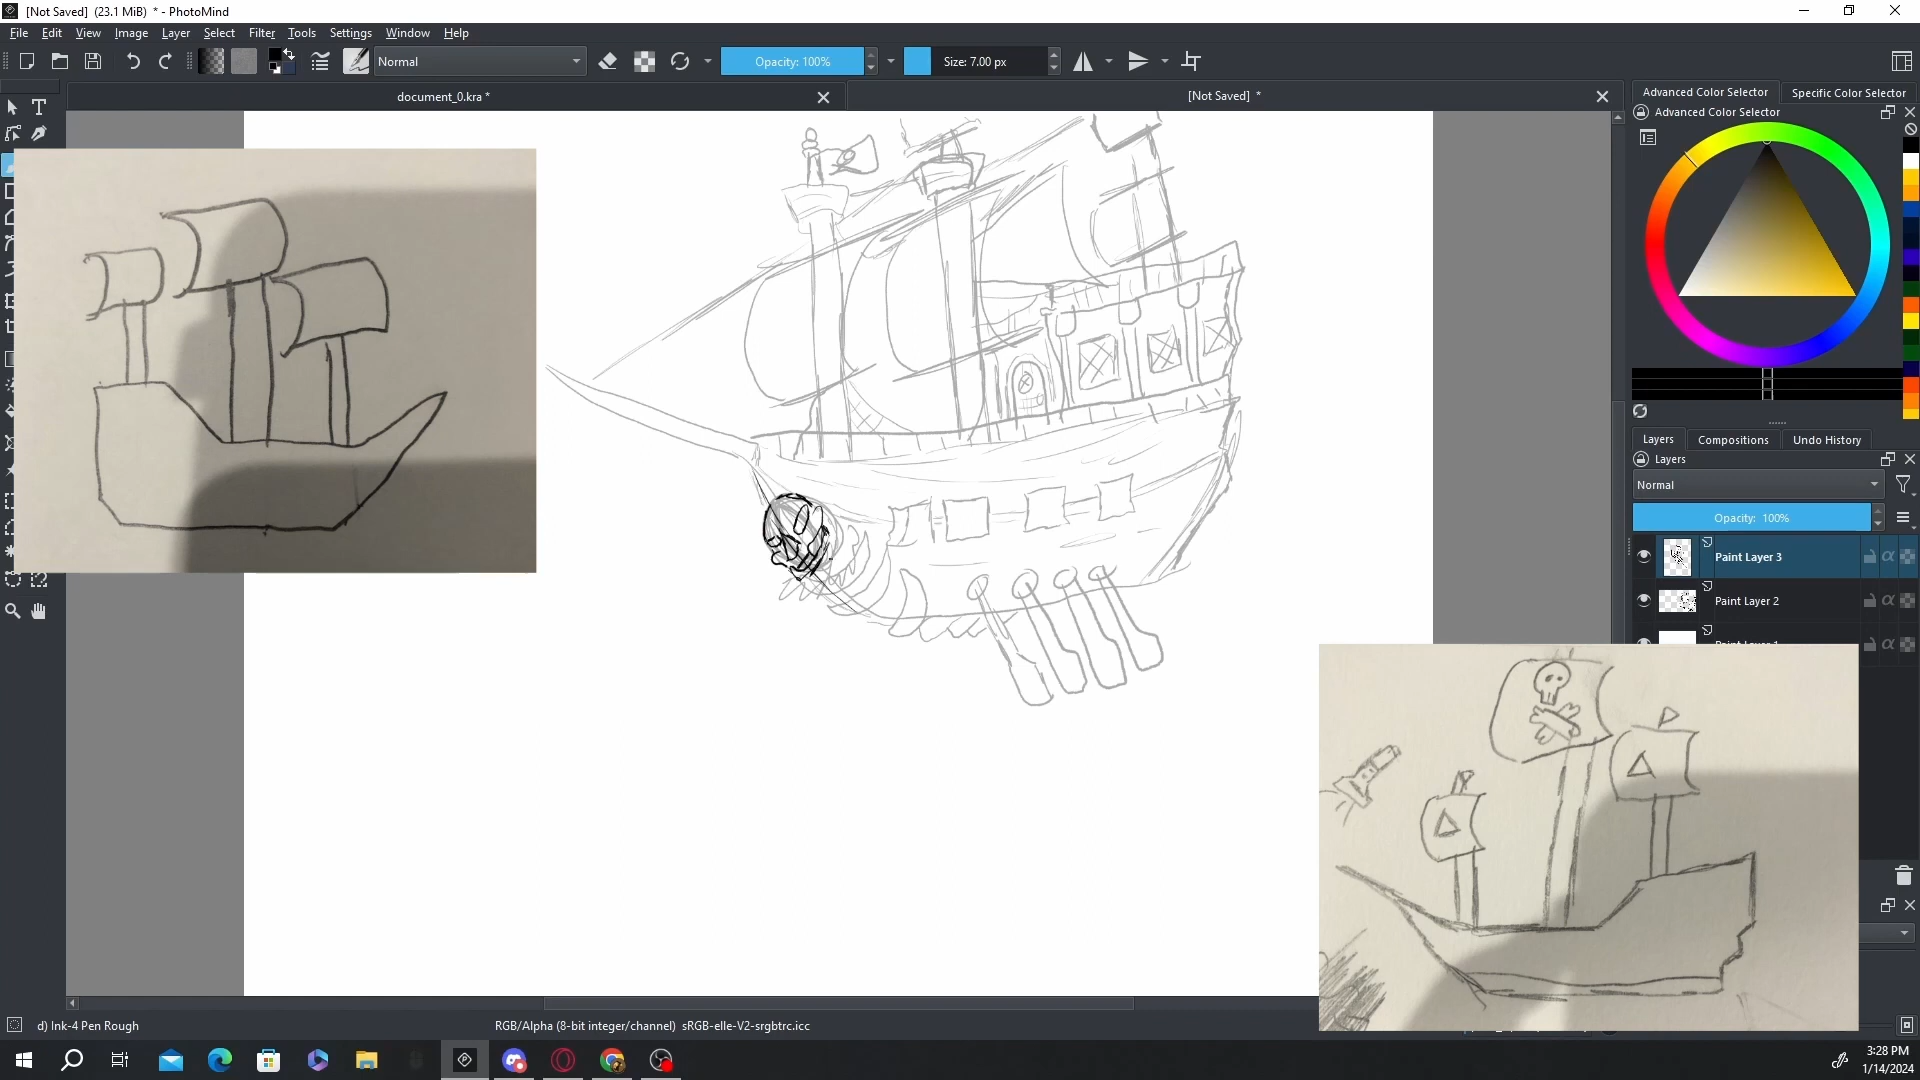 [Not Saved]  (23.1 MiB)  * - PhotoMind
File Edit View Image Layer Select Filter Tools Settings Window Help
Normal
Opacity: 100%
Size: 7.00 px
document_0.kra *
[Not Saved]  *
Advanced Color Selector
Specific Color Selector
Advanced Color Selector
Layers
Compositions
Undo History
Layers
Normal
Opacity:  100%
Paint Layer 3
Paint Layer 2
d) Ink-4 Pen Rough
RGB/Alpha (8-bit integer/channel)  sRGB-elle-V2-srgbtrc.icc
3:28 PM
1/14/2024